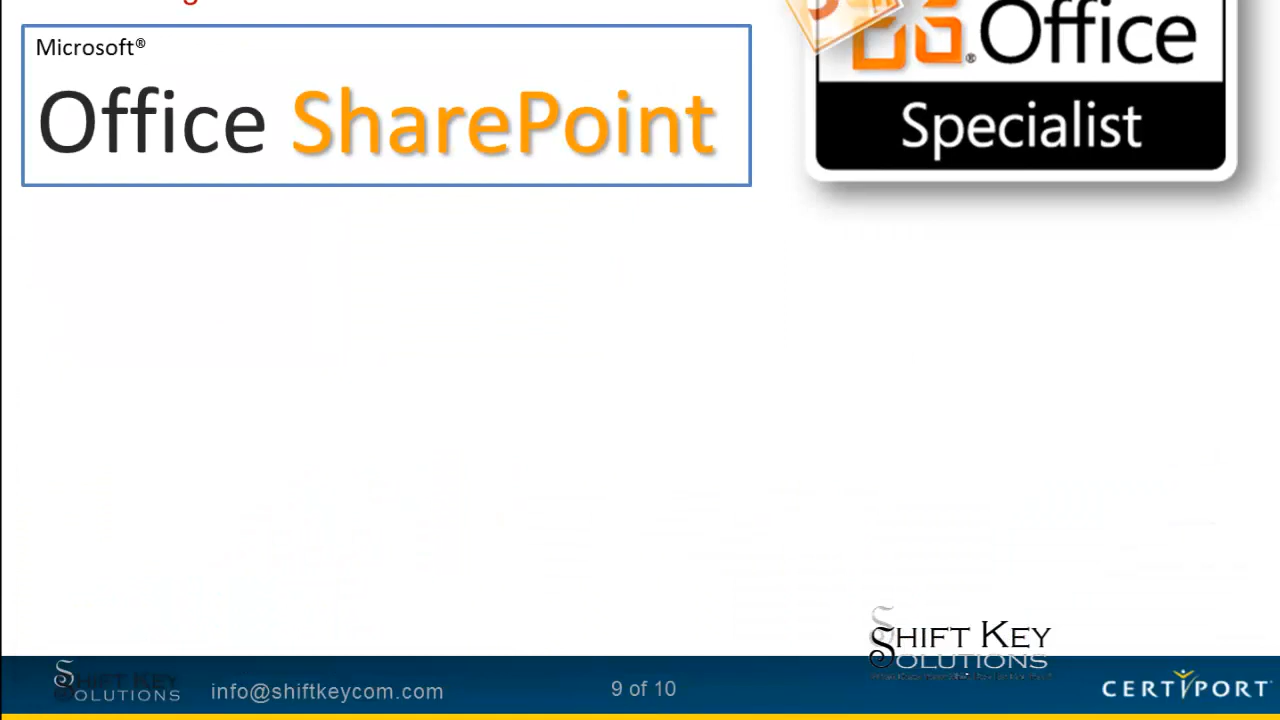 Microsoft®
Office SharePoint
Office
Specialist
SHIFT KEY
SOLUTIONS
SHIFT KEY
SOLUTIONS
info@shiftkeycom.com
9 of 10
CERTIPORT